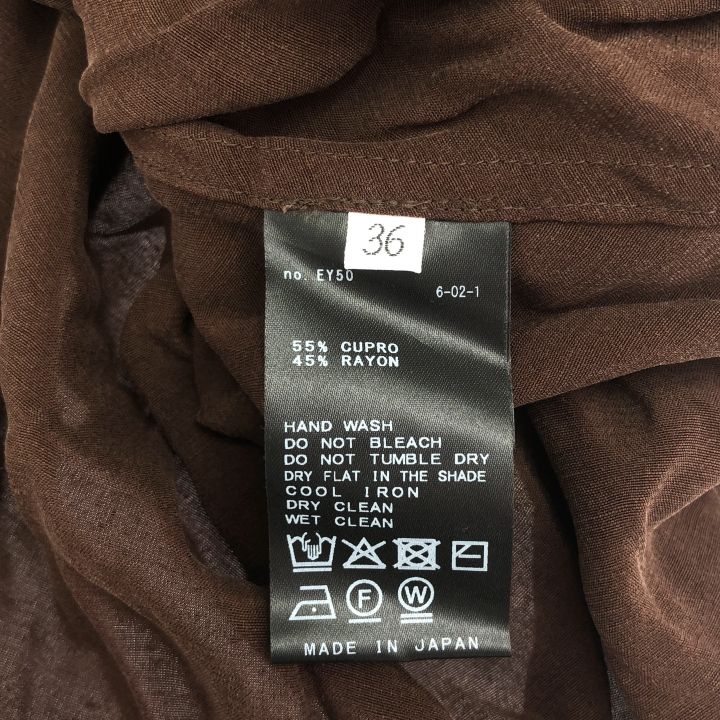 36
no. EY50
6-02-1
55% CUPRO
45% RAYON
HAND WASH
DO NOT BLEACH
DO NOT TUMBLE DRY
DRY FLAT IN THE SHADE
COOL IRON
DRY CLEAN
WET CLEAN
F W
MADE IN JAPAN